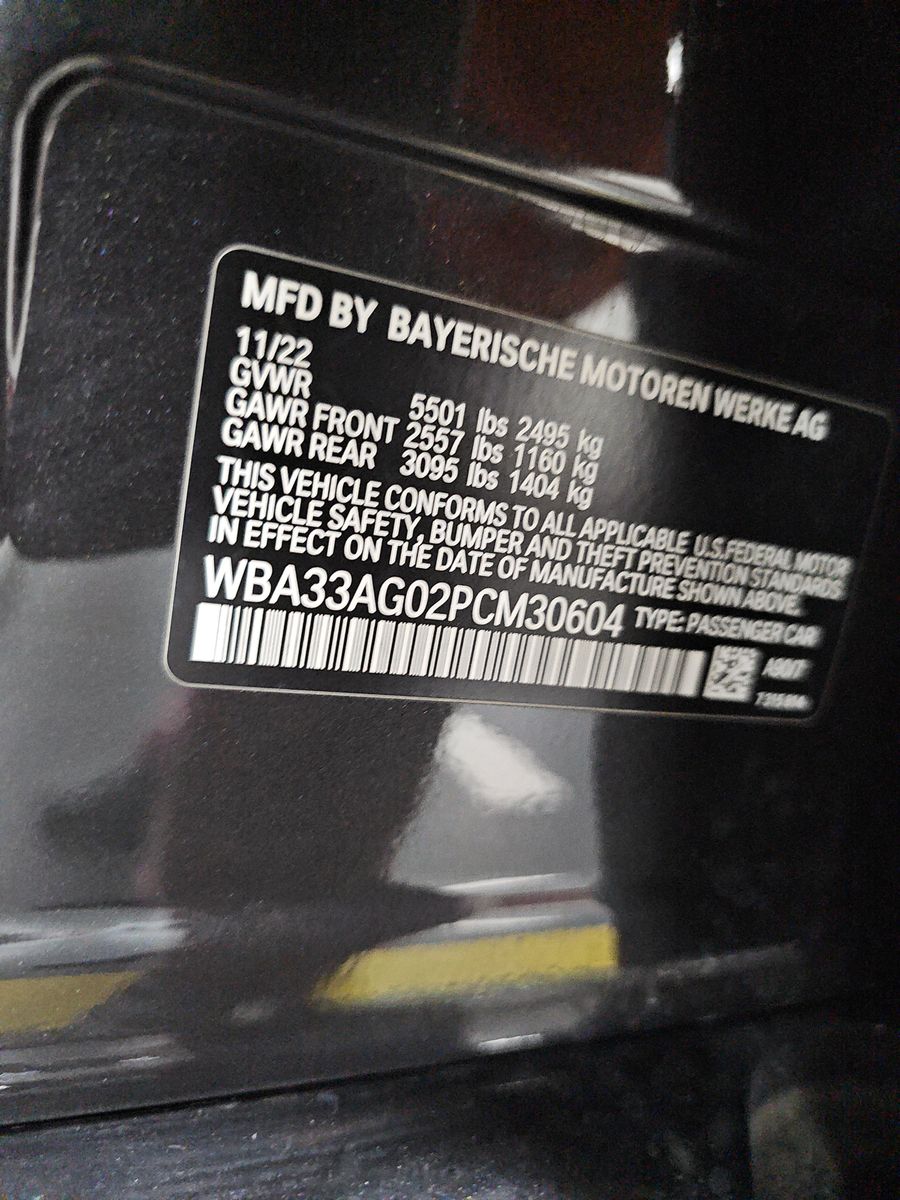 MFD BY BAYERISCHE MOTOREN WERKE AG
11/22
GVWR 5501 lbs 2495 kg
GAWR FRONT 2557 lbs 1160 kg
GAWR REAR 3095 lbs 1404 kg
THIS VEHICLE CONFORMS TO ALL APPLICABLE U.S.FEDERAL MOTOR
VEHICLE SAFETY, BUMPER AND THEFT PREVENTION STANDARDS
IN EFFECT ON THE DATE OF MANUFACTURE SHOWN ABOVE.
WBA33AG02PCM30604 TYPE: PASSENGER CAR